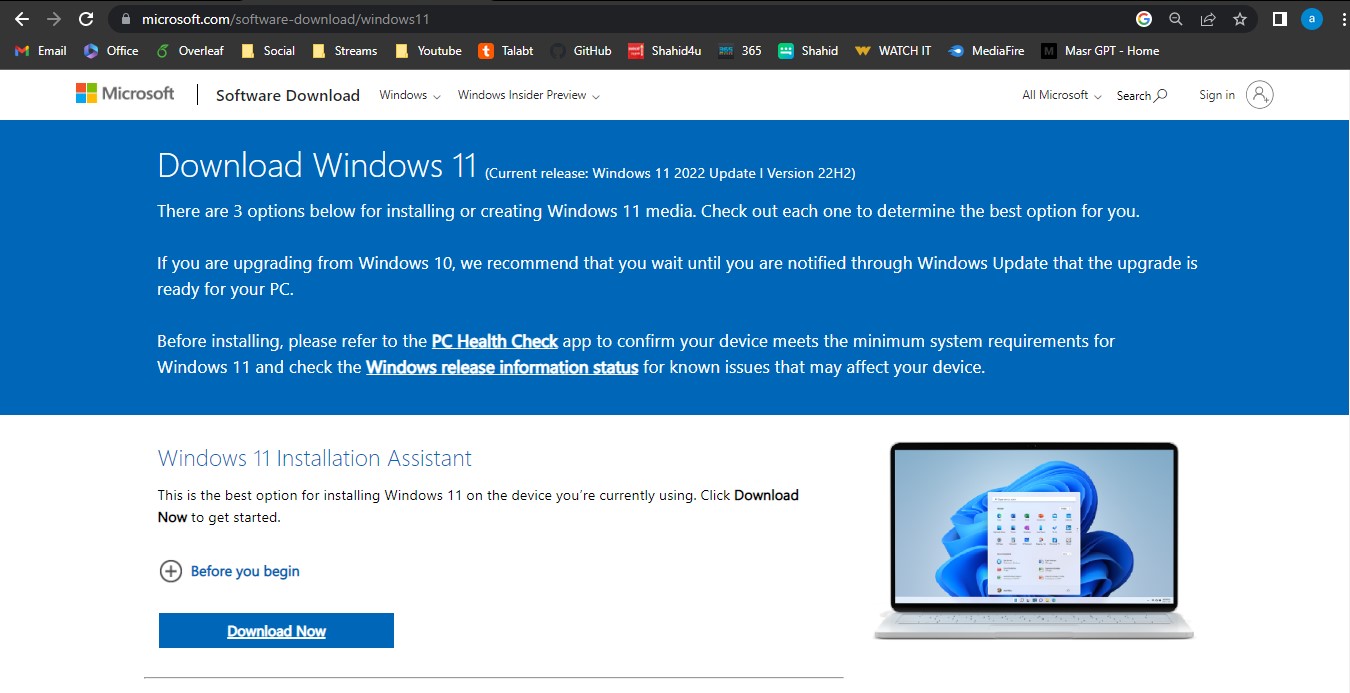 microsoft.com/software-download/windows11
a
Email Office Overleaf Social Streams Youtube Talabt GitHub Shahid4u 365 Shahid WATCH IT MediaFire Masr GPT - Home
Microsoft Software Download Windows Windows Insider Preview All Microsoft Search Sign in
Download Windows 11 (Current release: Windows 11 2022 Update l Version 22H2)
There are 3 options below for installing or creating Windows 11 media. Check out each one to determine the best option for you.
If you are upgrading from Windows 10, we recommend that you wait until you are notified through Windows Update that the upgrade is
ready for your PC.
Before installing, please refer to the PC Health Check app to confirm your device meets the minimum system requirements for
Windows 11 and check the Windows release information status for known issues that may affect your device.
Windows 11 Installation Assistant
This is the best option for installing Windows 11 on the device you're currently using. Click Download
Now to get started.
Before you begin
Download Now